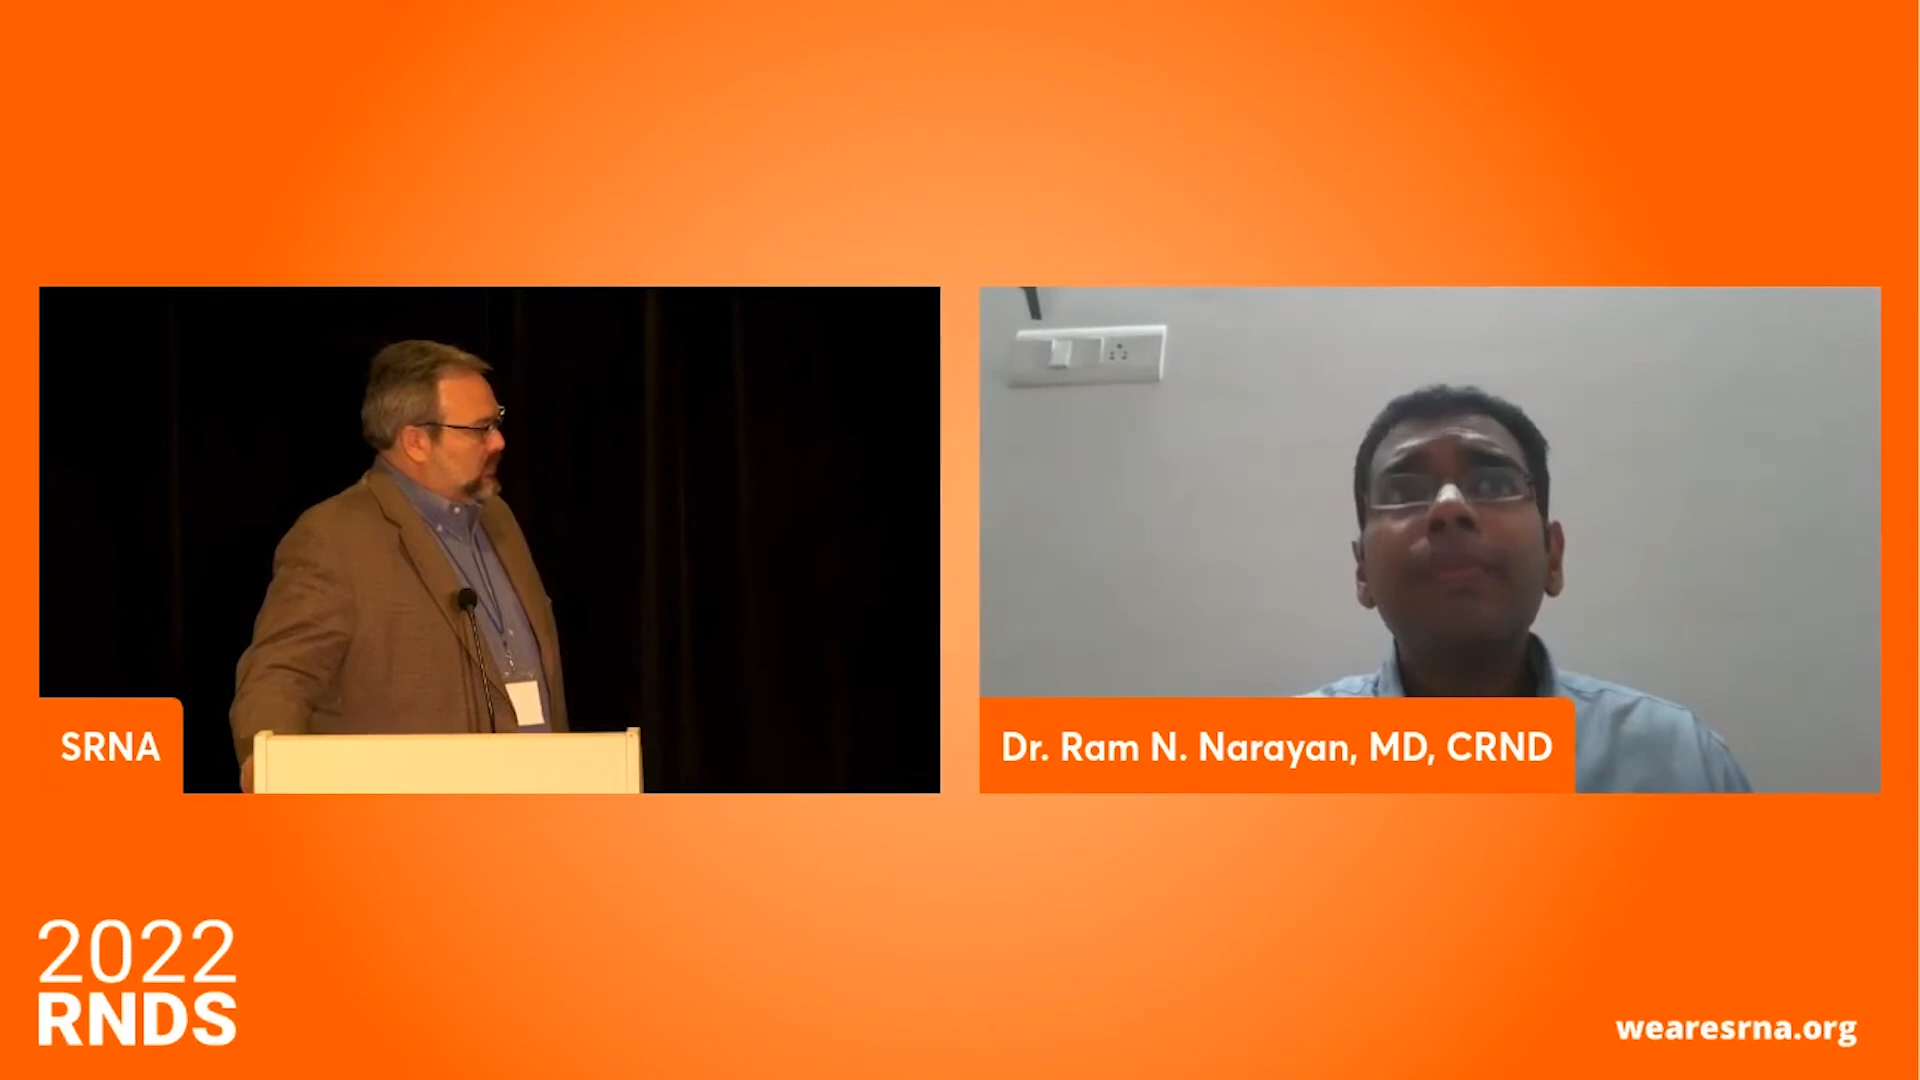 SRNA
Dr. Ram N. Narayan, MD, CRND
2022
RNDS
wearesrna.org